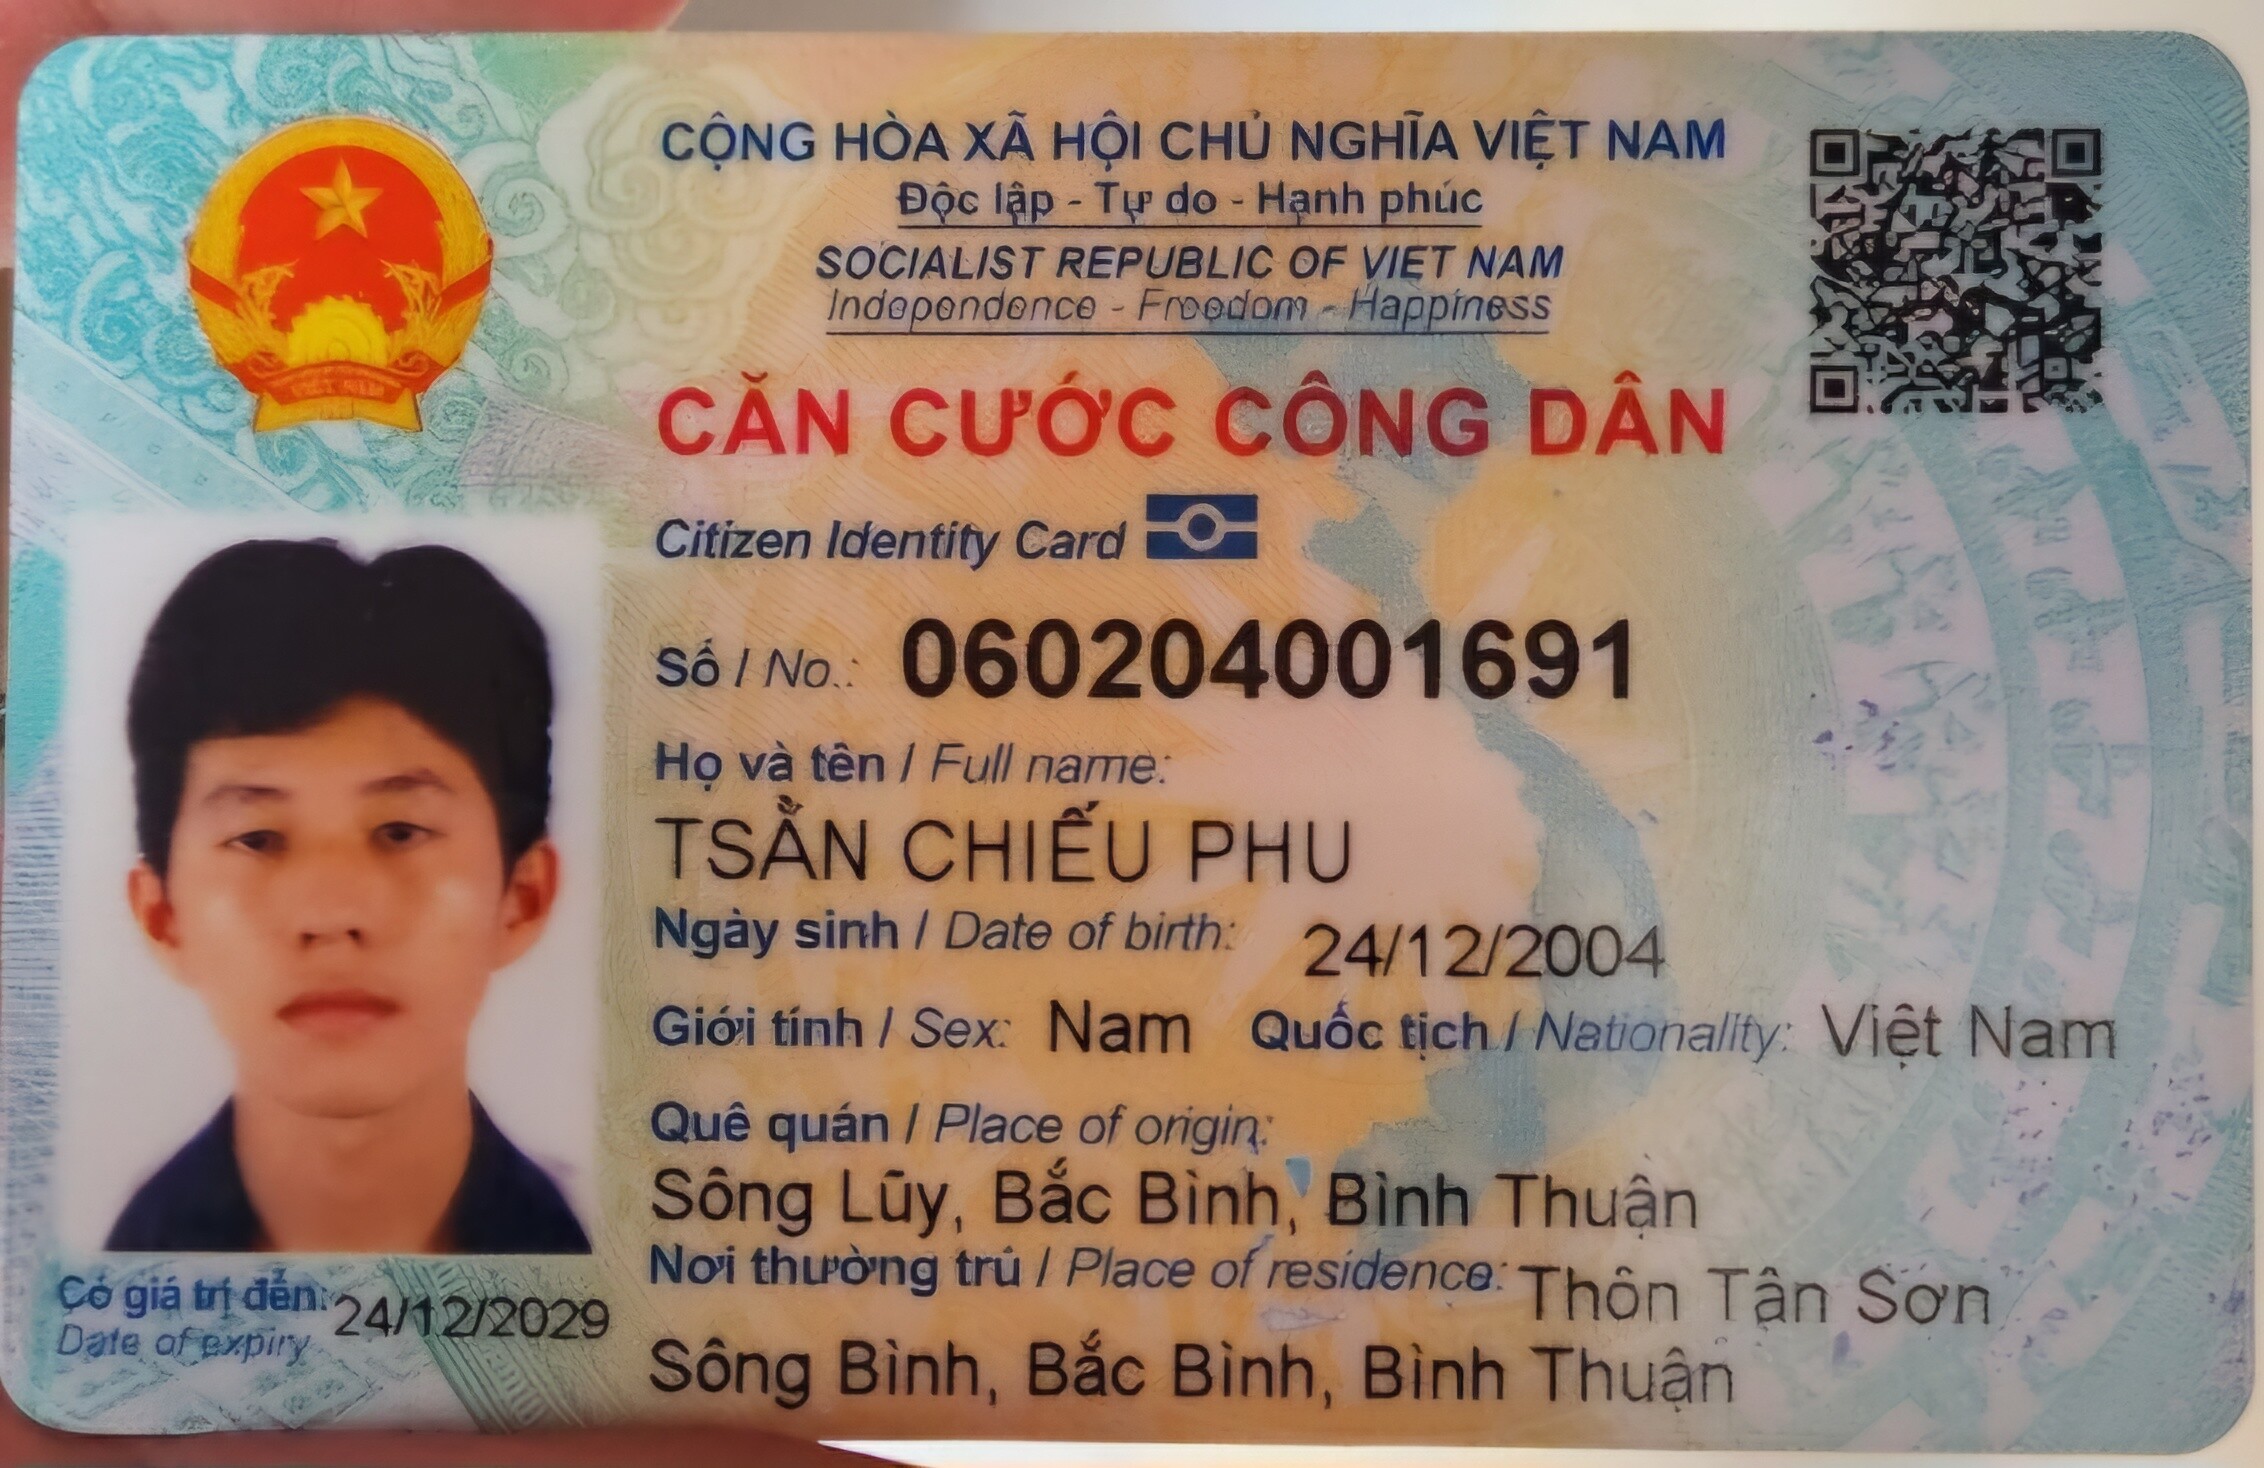 CỘNG HÒA XÃ HỘI CHỦ NGHĨA VIỆT NAM
Độc lập - Tự do - Hạnh phúc
SOCIALIST REPUBLIC OF VIET NAM
Independence - Freedom - Happiness
CĂN CƯỚC CÔNG DÂN
Citizen Identity Card
Số / No.: 060204001691
Họ và tên / Full name:
TSẰN CHIẾU PHU
Ngày sinh / Date of birth: 24/12/2004
Giới tính / Sex: Nam Quốc tịch / Nationality: Việt Nam
Quê quán / Place of origin:
Sông Lũy, Bắc Bình, Bình Thuận
Nơi thường trú / Place of residence: Thôn Tân Sơn
Sông Bình, Bắc Bình, Bình Thuận
Có giá trị đến: 24/12/2029
Date of expiry